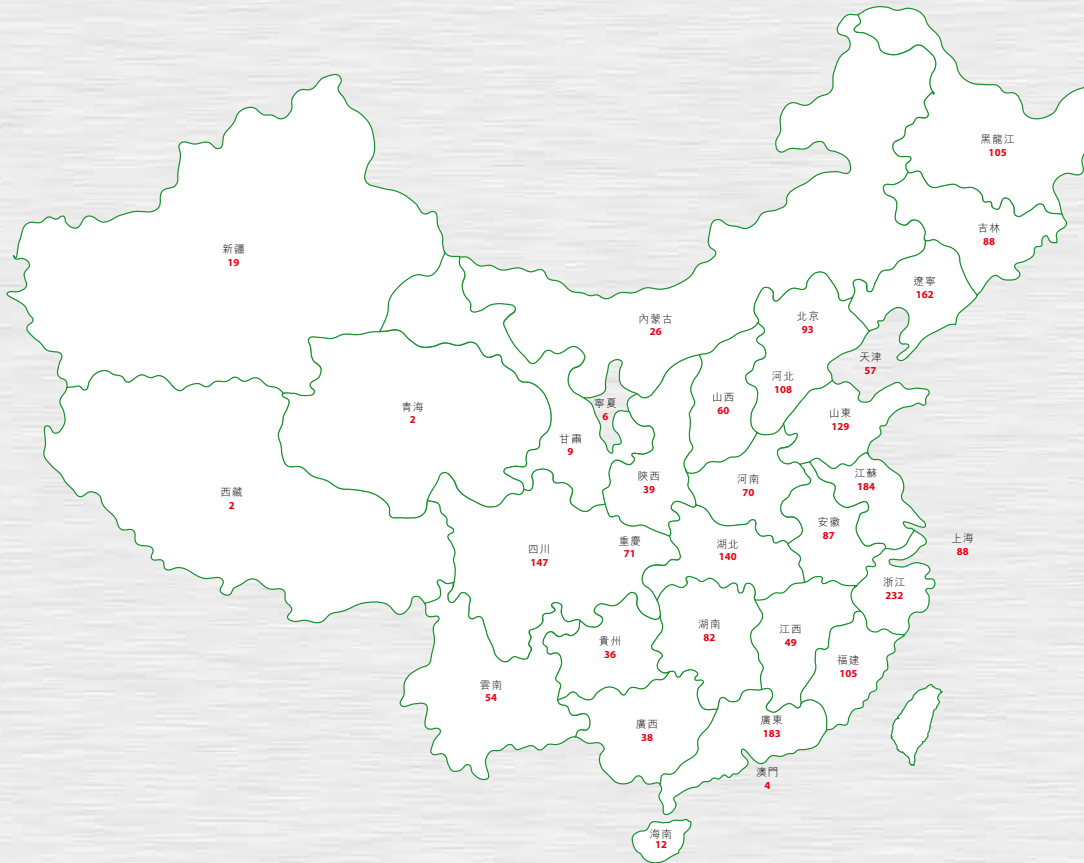 黑龍江
105
吉林
88
新疆
19
遼寧
162
北京
93
內蒙古
26
天津
57
河北
108
山西
60
寧夏
6
青海
2
山東
129
甘肅
9
江蘇
184
陝西
39
河南
70
西藏
2
安徽
87
上海
88
重慶
71
湖北
140
四川
147
浙江
232
湖南
82
江西
49
貴州
36
福建
105
雲南
54
廣東
183
廣西
38
澳門
4
海南
12